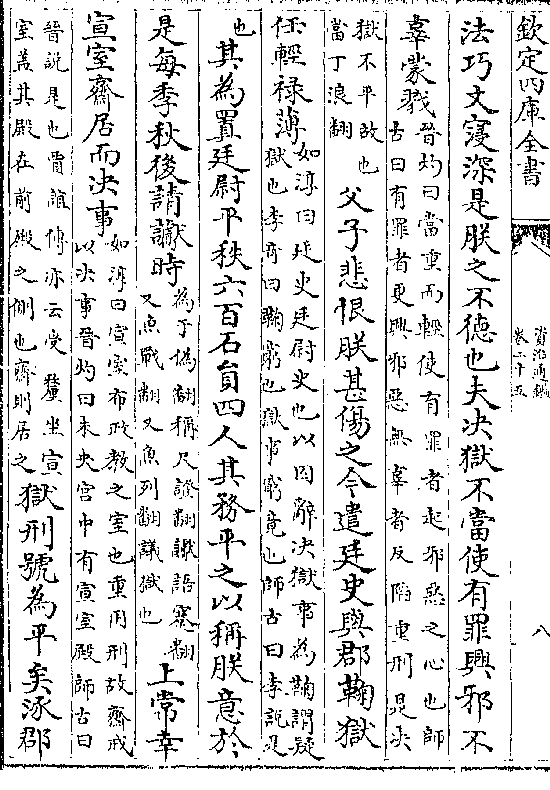 欽定四庫全書
資治通鑑
卷二十五
八
法巧文寖深是朕之不德也夫决獄不當使有罪興邪不
辜蒙戮
晉灼曰當重而輕使有罪者起邪惡之心也師
古曰有罪者更興邪惡無辜者反陷重刑是决
獄不平故也
當丁浪翻
父子悲恨朕甚傷之今遣廷史與郡鞠獄
任輕禄薄
如淳曰廷史廷尉史也以囚辭决獄事為鞠謂疑
獄也李竒曰鞠窮也獄事窮竟也師古曰李說是
也
其為置廷尉平秩六百石員四人其務平之以稱朕意於
是每季秋後請讞時
為于偽翻稱尺證翻讞語蹇翻
又魚戰翻又魚列翻議獄也
上常幸
宣室齋居而决事
如淳曰宣室布政教之室也重用刑故齋戒
以决事晉灼曰未央宫中有宣室殿師古曰
晉說是也賈誼傳亦云受釐坐宣
室盖其殿在前殿之側也齋則居之
獄刑號為平矣涿郡